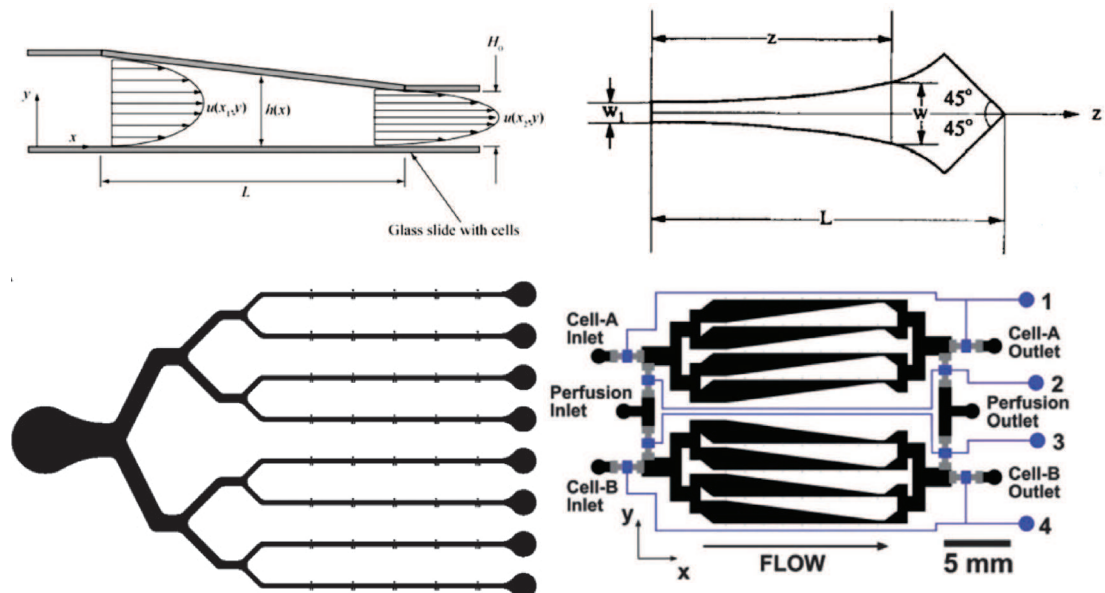 H₀
y
u(x₁,y)
h(x)
u(x₂,y)
x
L
Glass slide with cells
z
w₁
w
45°
45°
z
L
1
Cell-A
Inlet
Cell-A
Outlet
2
Perfusion
Inlet
Perfusion
Outlet
3
Cell-B
Inlet
Cell-B
Outlet
y
4
x
FLOW
5 mm